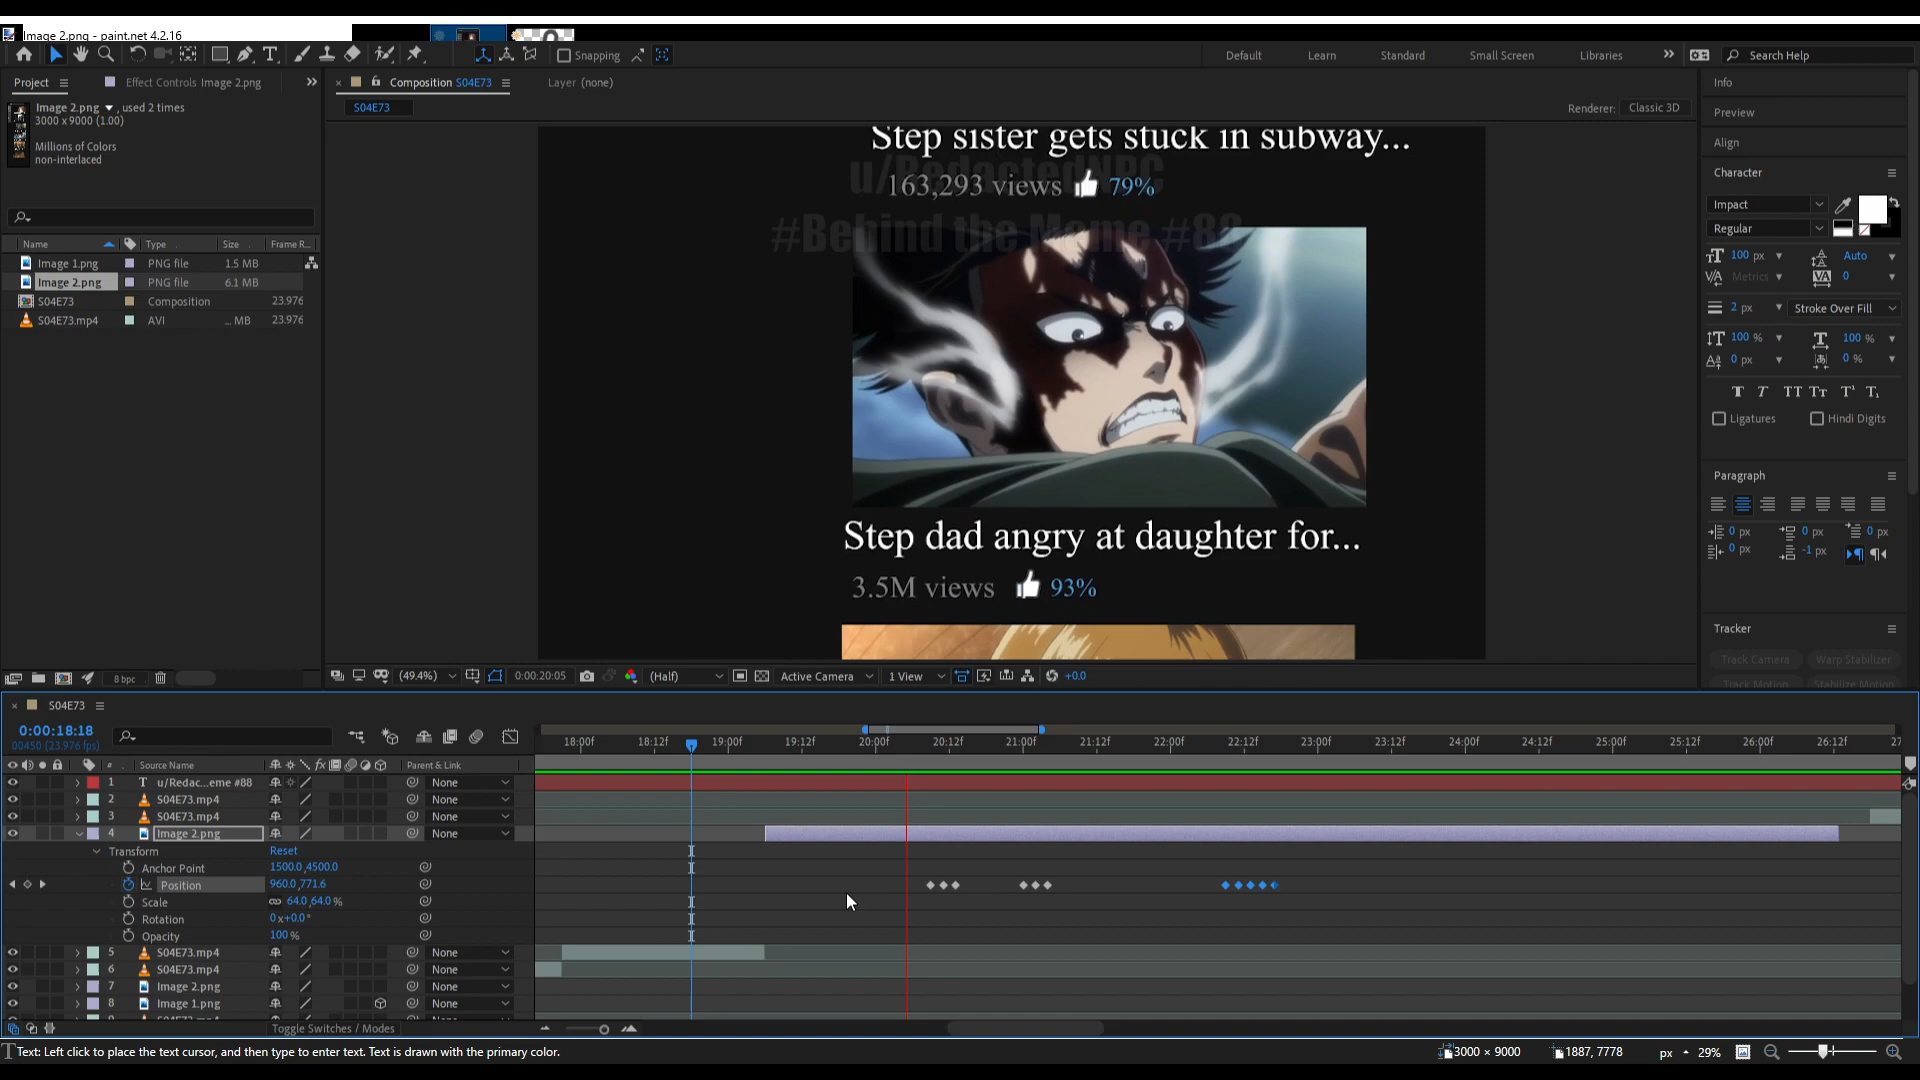 Image 2.png - paint.net 4.2.16
Snapping
Default
Learn
Standard
Small Screen
Libraries
Search Help
Project
Effect Controls Image 2.png
Composition S04E73
Layer (none)
Info
Image 2.png , used 2 times
3000 x 9000 (1.00)
Millions of Colors
non-interlaced
S04E73
Renderer: Classic 3D
Preview
Align
Character
Step sister gets stuck in subway...
u/RedactedNPC
163,293 views 79%
#Behind the Meme #88
Impact
Regular
Name Type Size Frame R...
Image 1.png PNG file 1.5 MB
Image 2.png PNG file 6.1 MB
S04E73 Composition 23.976
S04E73.mp4 AVI ... MB 23.976
100 px Auto
Metrics 0
2 px Stroke Over Fill
100 % 100 %
0 px 0 %
Ligatures Hindi Digits
Paragraph
0 px 0 px 0 px
0 px -1 px
Step dad angry at daughter for...
3.5M views 93%
Tracker
Track Camera Warp Stabilizer
Track Motion Stabilize Motion
8 bpc
(49.4%) 0:00:20:05 (Half) Active Camera 1 View +0.0
S04E73
0:00:18:18
00450 (23.976 fps)
18:00f 18:12f 19:00f 19:12f 20:00f 20:12f 21:00f 21:12f 22:00f 22:12f 23:00f 23:12f 24:00f 24:12f 25:00f 25:12f 26:00f 26:12f 27
# Source Name Parent & Link
1 T u/Redac...eme #88 None
2 S04E73.mp4 None
3 S04E73.mp4 None
4 Image 2.png None
Transform Reset
Anchor Point 1500.0,4500.0
Position 960.0,771.6
Scale 64.0,64.0 %
Rotation 0 x+0.0 °
Opacity 100 %
5 S04E73.mp4 None
6 S04E73.mp4 None
7 Image 2.png None
8 Image 1.png None
Toggle Switches / Modes
Text: Left click to place the text cursor, and then type to enter text. Text is drawn with the primary color.
3000 × 9000 1887, 7778 px 29%